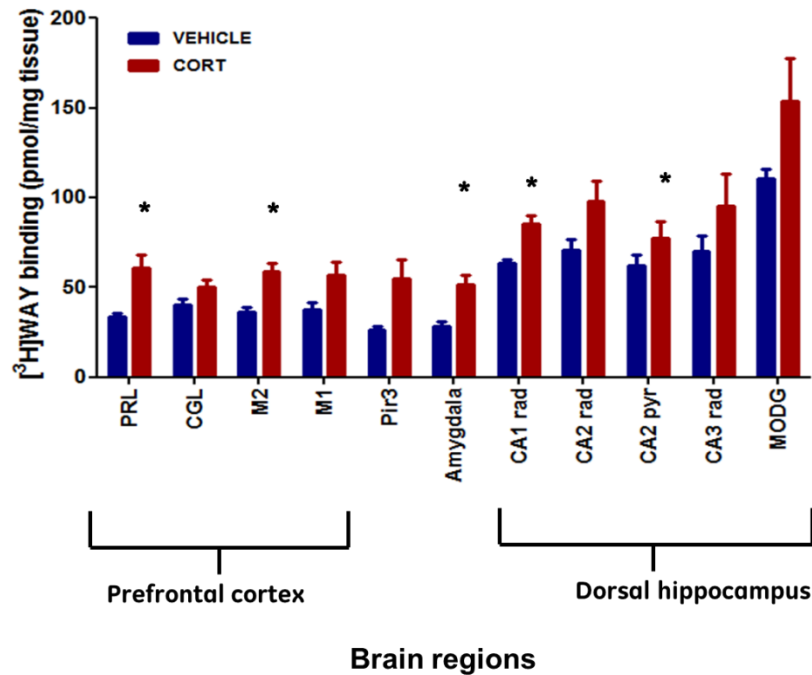 [³H]WAY binding (pmol/mg tissue)
200
150
100
50
0
VEHICLE
CORT
*
*
*
*
*
PRL
CGL
M2
M1
Pir3
Amygdala
CA1 rad
CA2 rad
CA2 pyr
CA3 rad
MODG
Prefrontal cortex
Dorsal hippocampus
Brain regions